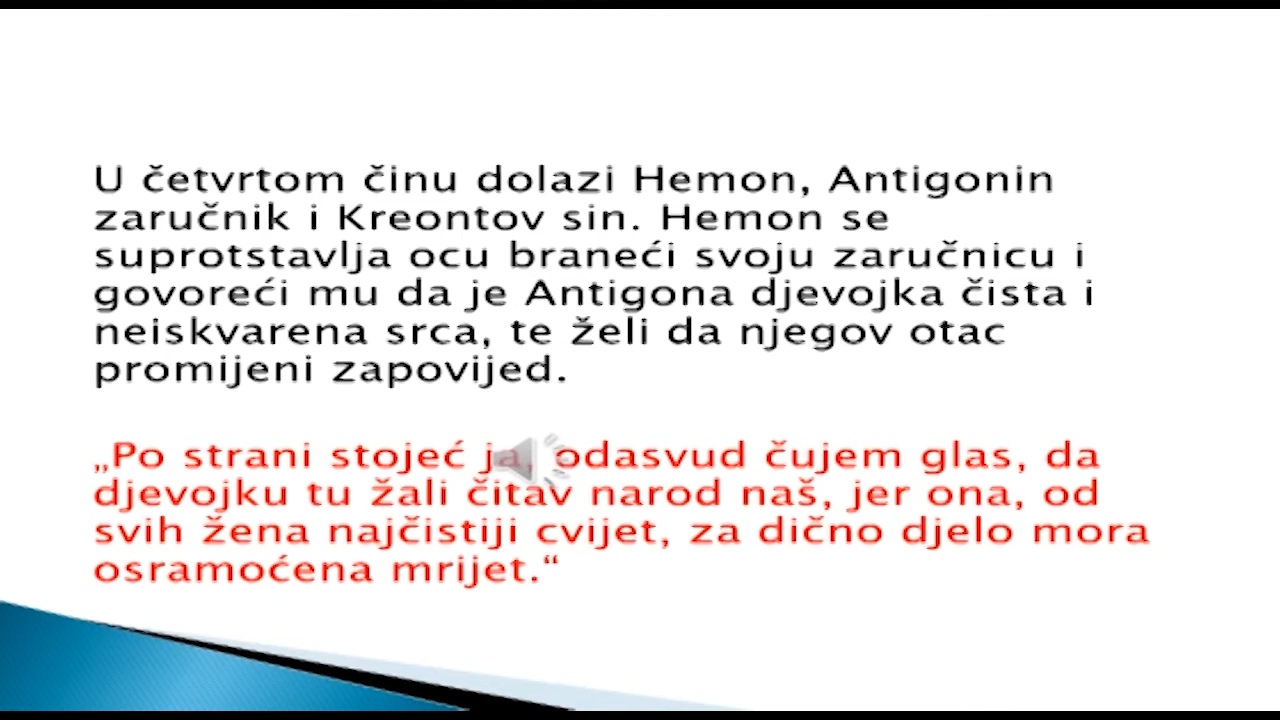 U četvrtom činu dolazi Hemon, Antigonin
zaručnik i Kreontov sin. Hemon se
suprotstavlja ocu braneći svoju zaručnicu i
govoreći mu da je Antigona djevojka čista i
neiskvarena srca, te želi da njegov otac
promijeni zapovijed.
„Po strani stojeć ja, odasvud čujem glas, da
djevojku tu žali čitav narod naš, jer ona, od
svih žena najčistiji cvijet, za dično djelo mora
osramoćena mrijet.“